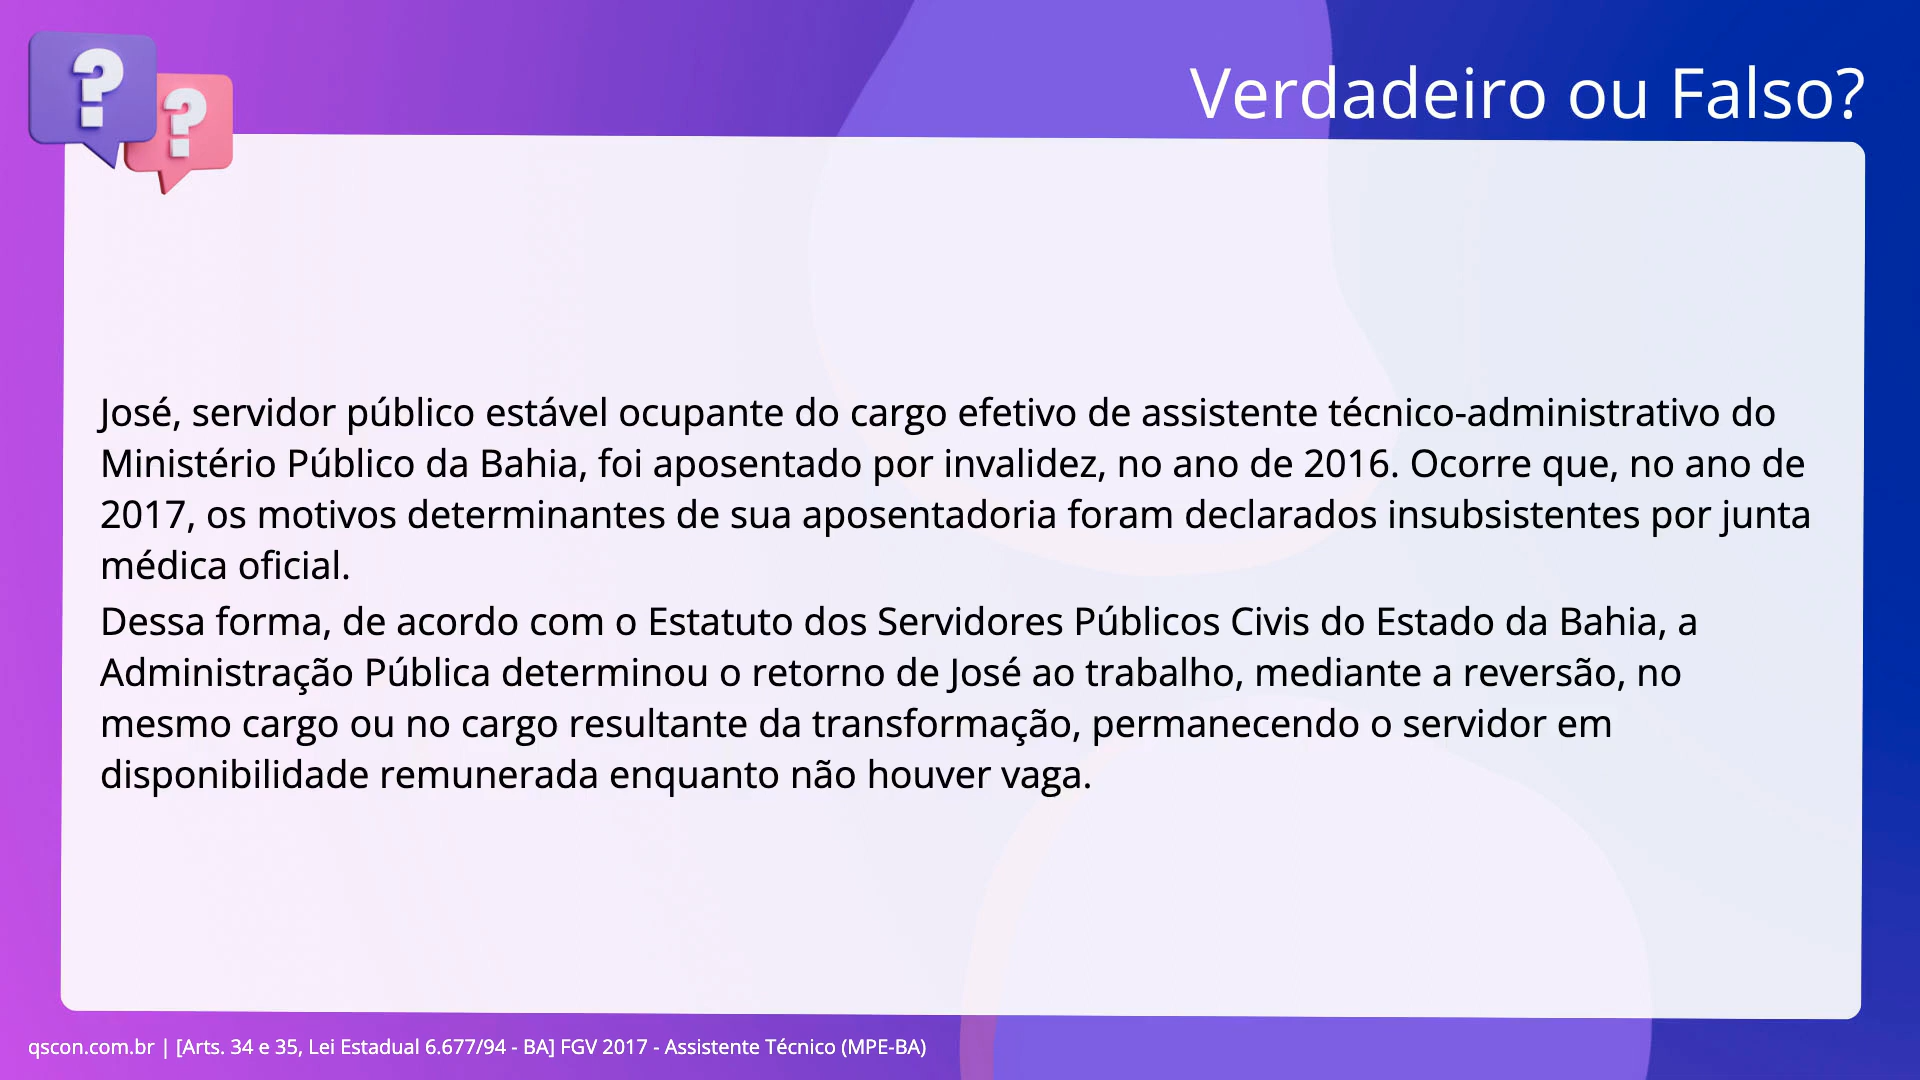 Verdadeiro ou Falso?
José, servidor público estável ocupante do cargo efetivo de assistente técnico-administrativo do
Ministério Público da Bahia, foi aposentado por invalidez, no ano de 2016. Ocorre que, no ano de
2017, os motivos determinantes de sua aposentadoria foram declarados insubsistentes por junta
médica oficial.
Dessa forma, de acordo com o Estatuto dos Servidores Públicos Civis do Estado da Bahia, a
Administração Pública determinou o retorno de José ao trabalho, mediante a reversão, no
mesmo cargo ou no cargo resultante da transformação, permanecendo o servidor em
disponibilidade remunerada enquanto não houver vaga.
qscon.com.br | [Arts. 34 e 35, Lei Estadual 6.677/94 - BA] FGV 2017 - Assistente Técnico (MPE-BA)